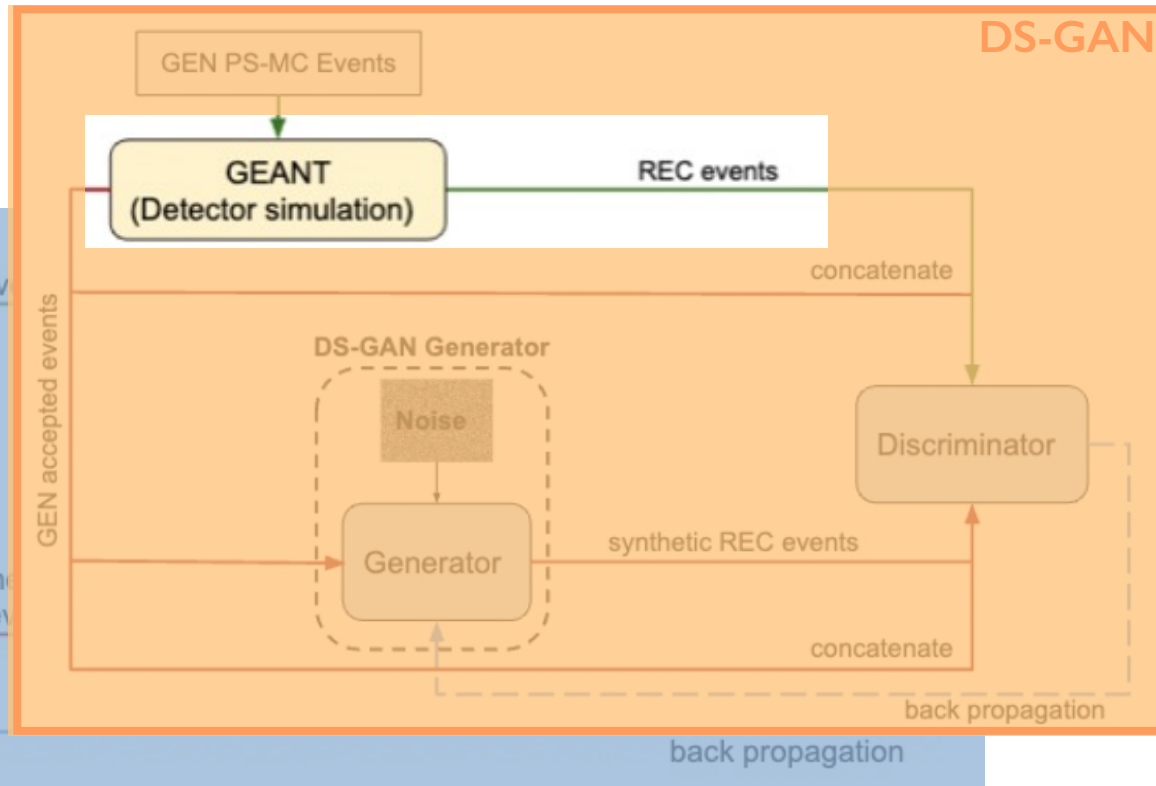 DS-GAN
GEN PS-MC Events
GEANT
(Detector simulation)
REC events
concatenate
GEN accepted events
DS-GAN Generator
Noise
Discriminator
Generator
synthetic REC events
concatenate
back propagation
back propagation